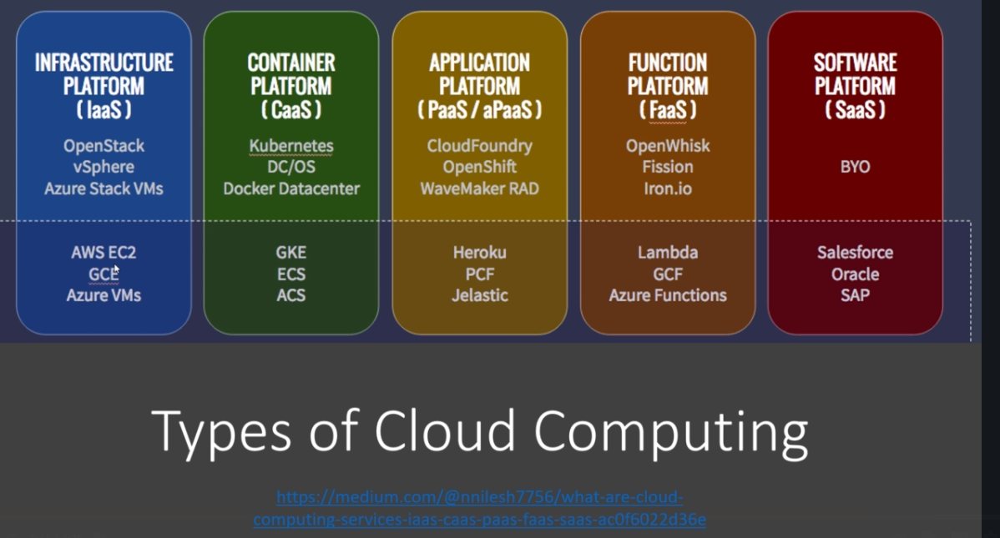 INFRASTRUCTURE
PLATFORM
( IaaS )
OpenStack
vSphere
Azure Stack VMs
AWS EC2
GCE
Azure VMs
CONTAINER
PLATFORM
( CaaS )
Kubernetes
DC/OS
Docker Datacenter
GKE
ECS
ACS
APPLICATION
PLATFORM
( PaaS / aPaaS )
CloudFoundry
OpenShift
WaveMaker RAD
Heroku
PCF
Jelastic
FUNCTION
PLATFORM
( FaaS )
OpenWhisk
Fission
Iron.io
Lambda
GCF
Azure Functions
SOFTWARE
PLATFORM
( SaaS )
BYO
Salesforce
Oracle
SAP
Types of Cloud Computing
https://medium.com/@nnilesh7756/what-are-cloud-
computing-services-iaas-caas-paas-faas-saas-ac0f6022d36e